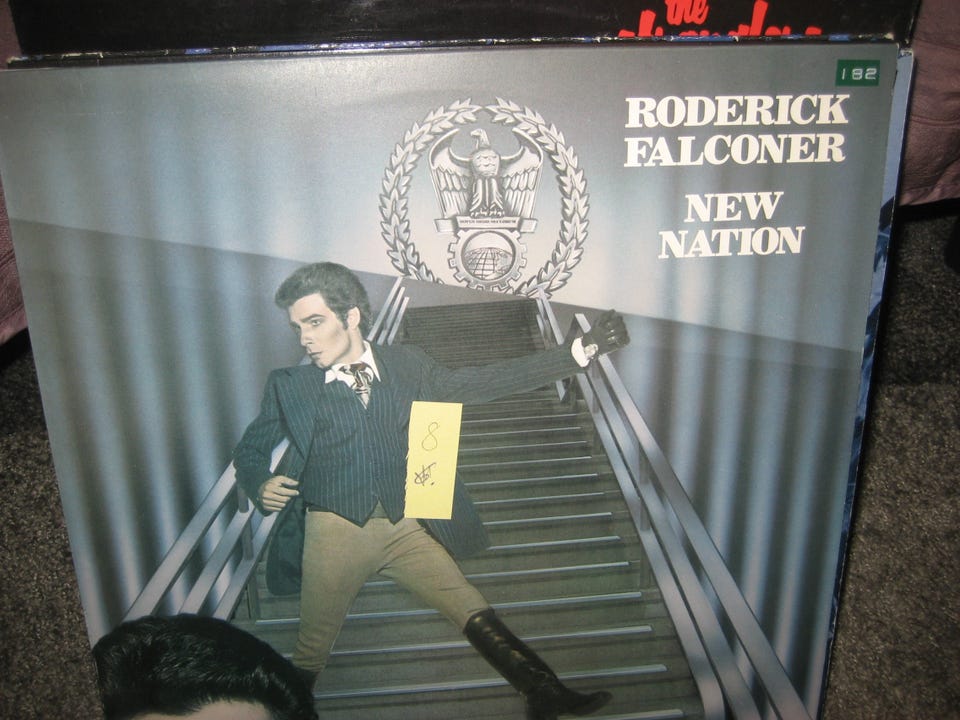 the
182
RODERICK
FALCONER
NEW
NATION
8